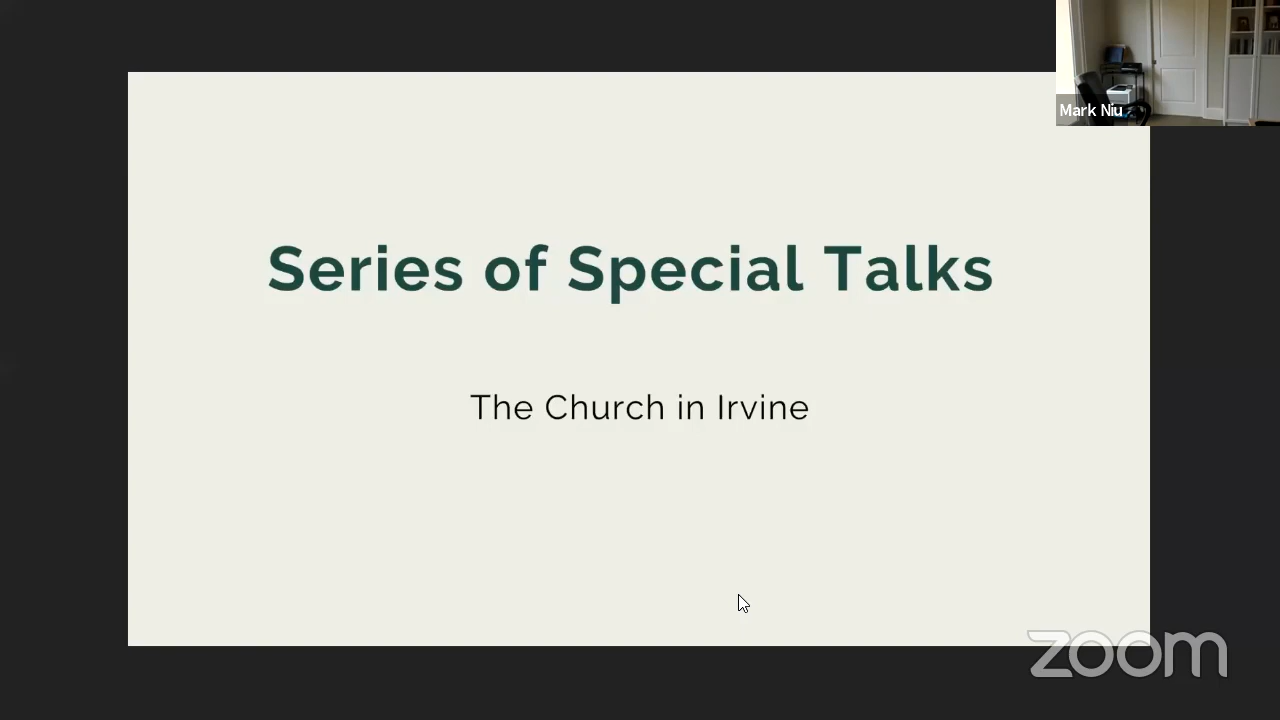 Mark Niu
Series of Special Talks
The Church in Irvine
zoom